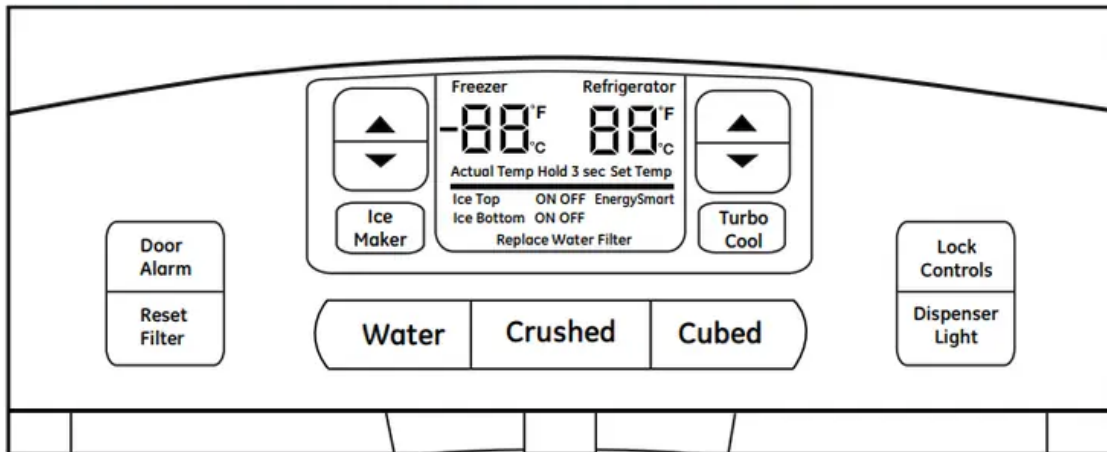 Freezer Refrigerator
-88°F °C 88°F °C
Actual Temp Hold 3 sec Set Temp
Ice Top ON OFF EnergySmart
Ice Bottom ON OFF
Replace Water Filter
Ice
Maker
Turbo
Cool
Door
Alarm
Reset
Filter
Lock
Controls
Dispenser
Light
Water Crushed Cubed